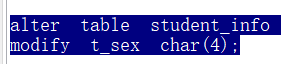 alter  table  student_info
modify  t_sex  char(4);